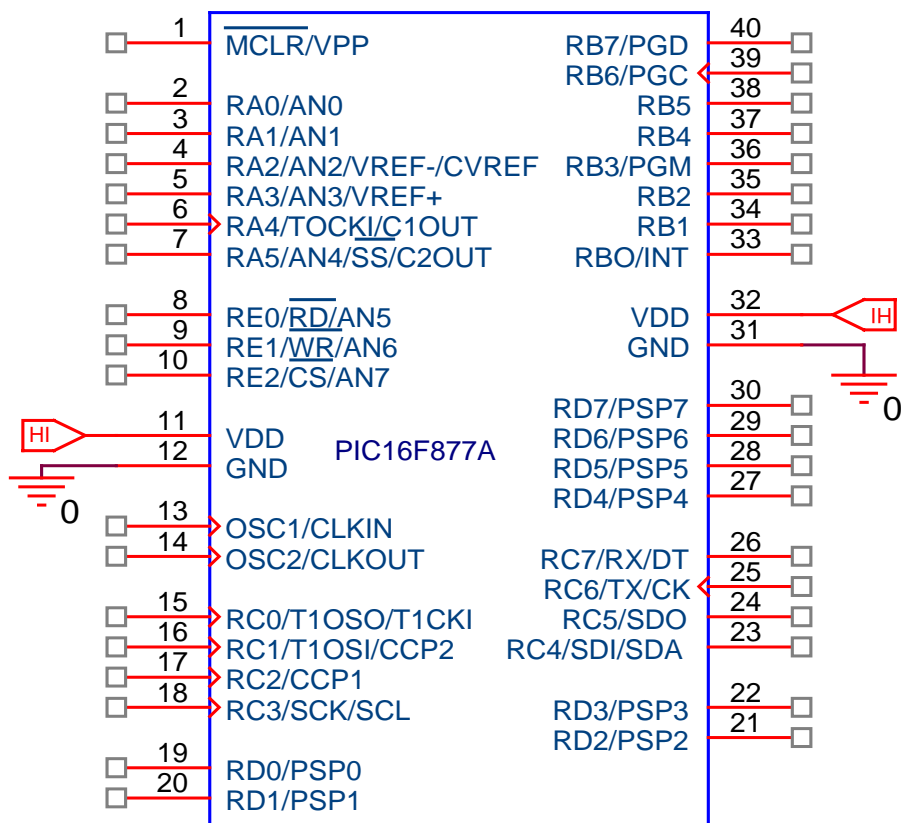 1 MCLR/VPP RB7/PGD 40
RB6/PGC 39
2 RA0/AN0 RB5 38
3 RA1/AN1 RB4 37
4 RA2/AN2/VREF-/CVREF RB3/PGM 36
5 RA3/AN3/VREF+ RB2 35
6 RA4/TOCKI/C1OUT RB1 34
7 RA5/AN4/SS/C2OUT RBO/INT 33
8 RE0/RD/AN5 VDD 32 IH
9 RE1/WR/AN6 GND 31
10 RE2/CS/AN7
RD7/PSP7 30 0
HI 11 VDD PIC16F877A RD6/PSP6 29
12 GND RD5/PSP5 28
0 RD4/PSP4 27
13 OSC1/CLKIN
14 OSC2/CLKOUT RC7/RX/DT 26
RC6/TX/CK 25
15 RC0/T1OSO/T1CKI RC5/SDO 24
16 RC1/T1OSI/CCP2 RC4/SDI/SDA 23
17 RC2/CCP1
18 RC3/SCK/SCL RD3/PSP3 22
RD2/PSP2 21
19 RD0/PSP0
20 RD1/PSP1